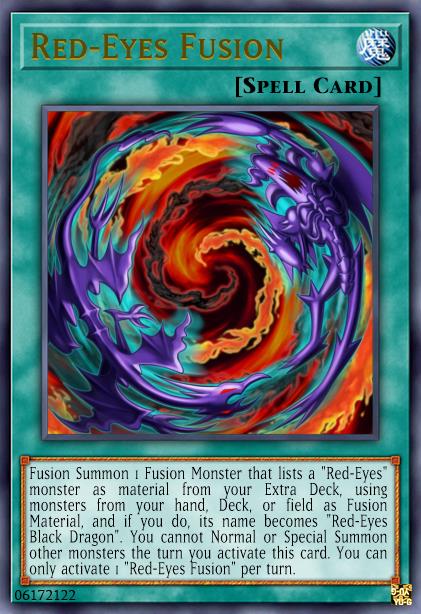 Red-Eyes Fusion
魔
[Spell Card]
Fusion Summon 1 Fusion Monster that lists a "Red-Eyes"
monster as material from your Extra Deck, using
monsters from your hand, Deck, or field as Fusion
Material, and if you do, its name becomes "Red-Eyes
Black Dragon". You cannot Normal or Special Summon
other monsters the turn you activate this card. You can
only activate 1 "Red-Eyes Fusion" per turn.
06172122